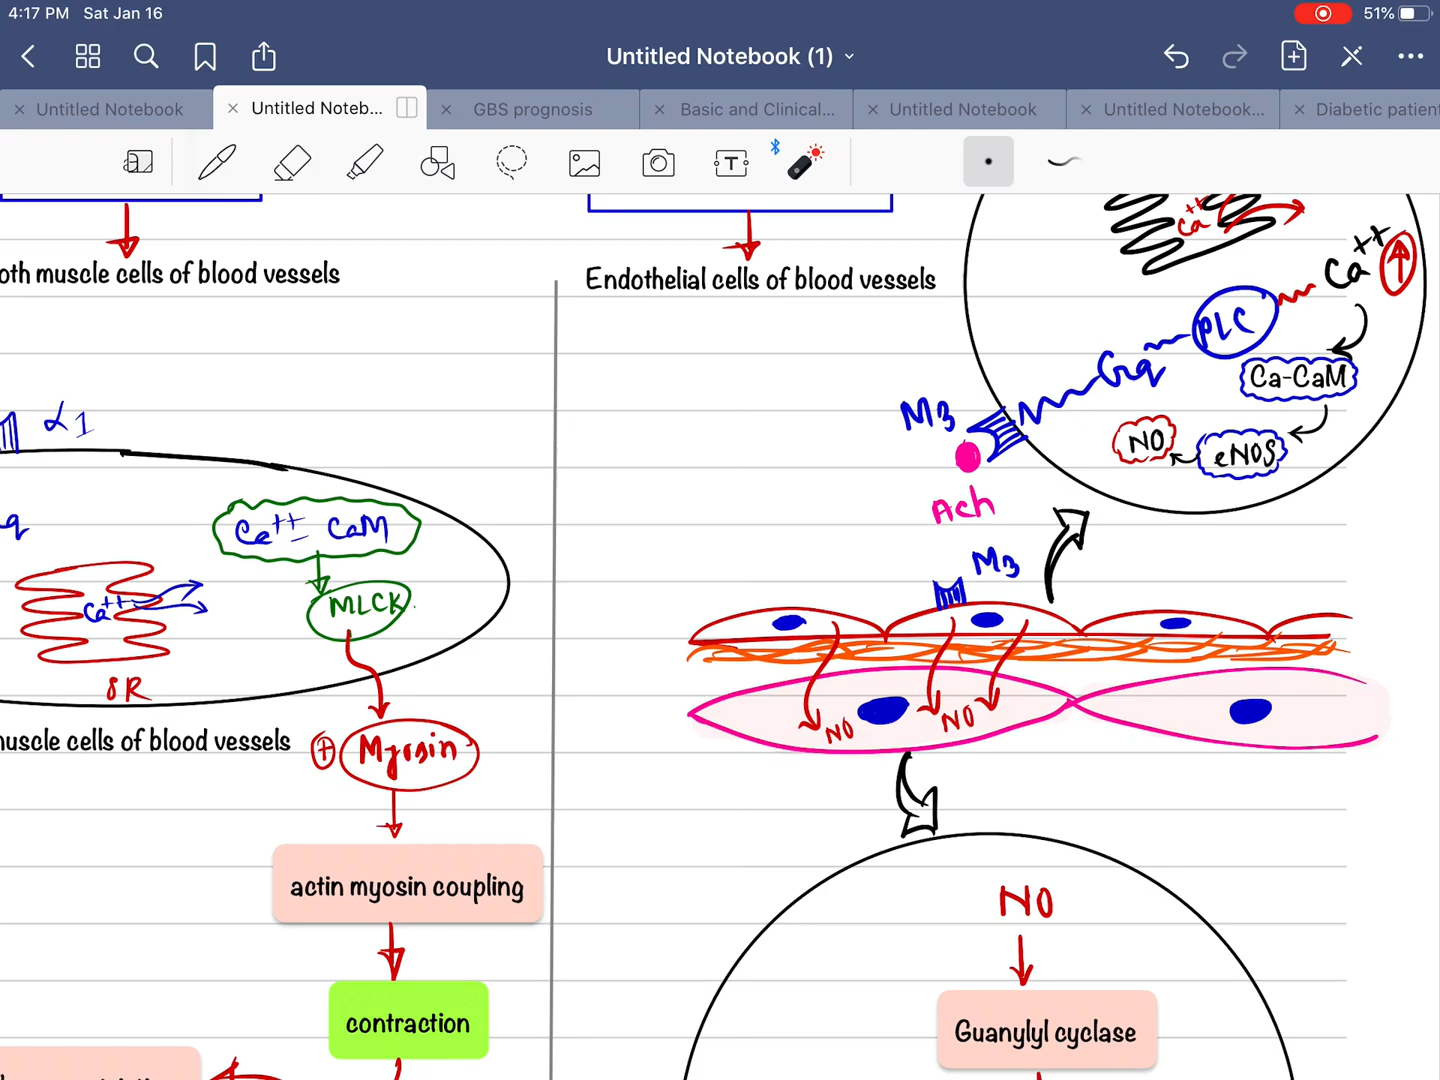 4:17 PM Sat Jan 16
51%
Untitled Notebook (1)
Untitled Notebook
Untitled Noteb...
GBS prognosis
Basic and Clinical...
Untitled Notebook
Untitled Notebook...
Diabetic patient
T
oth muscle cells of blood vessels
α1
q
Ca++ CaM
MLCK
Ca++
SR
muscle cells of blood vessels
+ Myosin
actin myosin coupling
contraction
Endothelial cells of blood vessels
Ca++
Ca++ ↑
PLC
Gq
Ca-CaM
M3
eNOS
NO
Ach
M3
NO
NO
NO
Guanylyl cyclase